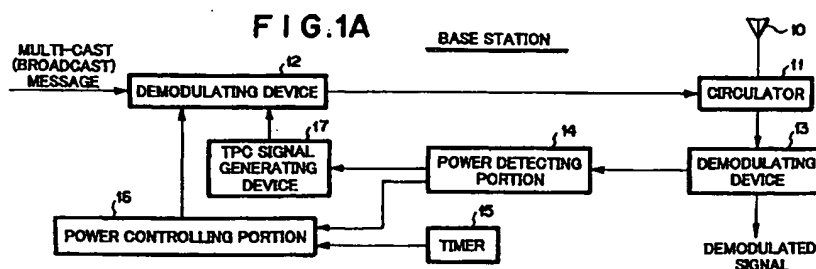 FIG.1A
BASE STATION
10
MULTI-CAST
(BROADCAST)
MESSAGE
12
DEMODULATING DEVICE
11
CIRCULATOR
17
TPC SIGNAL
GENERATING
DEVICE
14
POWER DETECTING
PORTION
13
DEMODULATING
DEVICE
16
POWER CONTROLLING PORTION
15
TIMER
DEMODULATED
SIGNAL